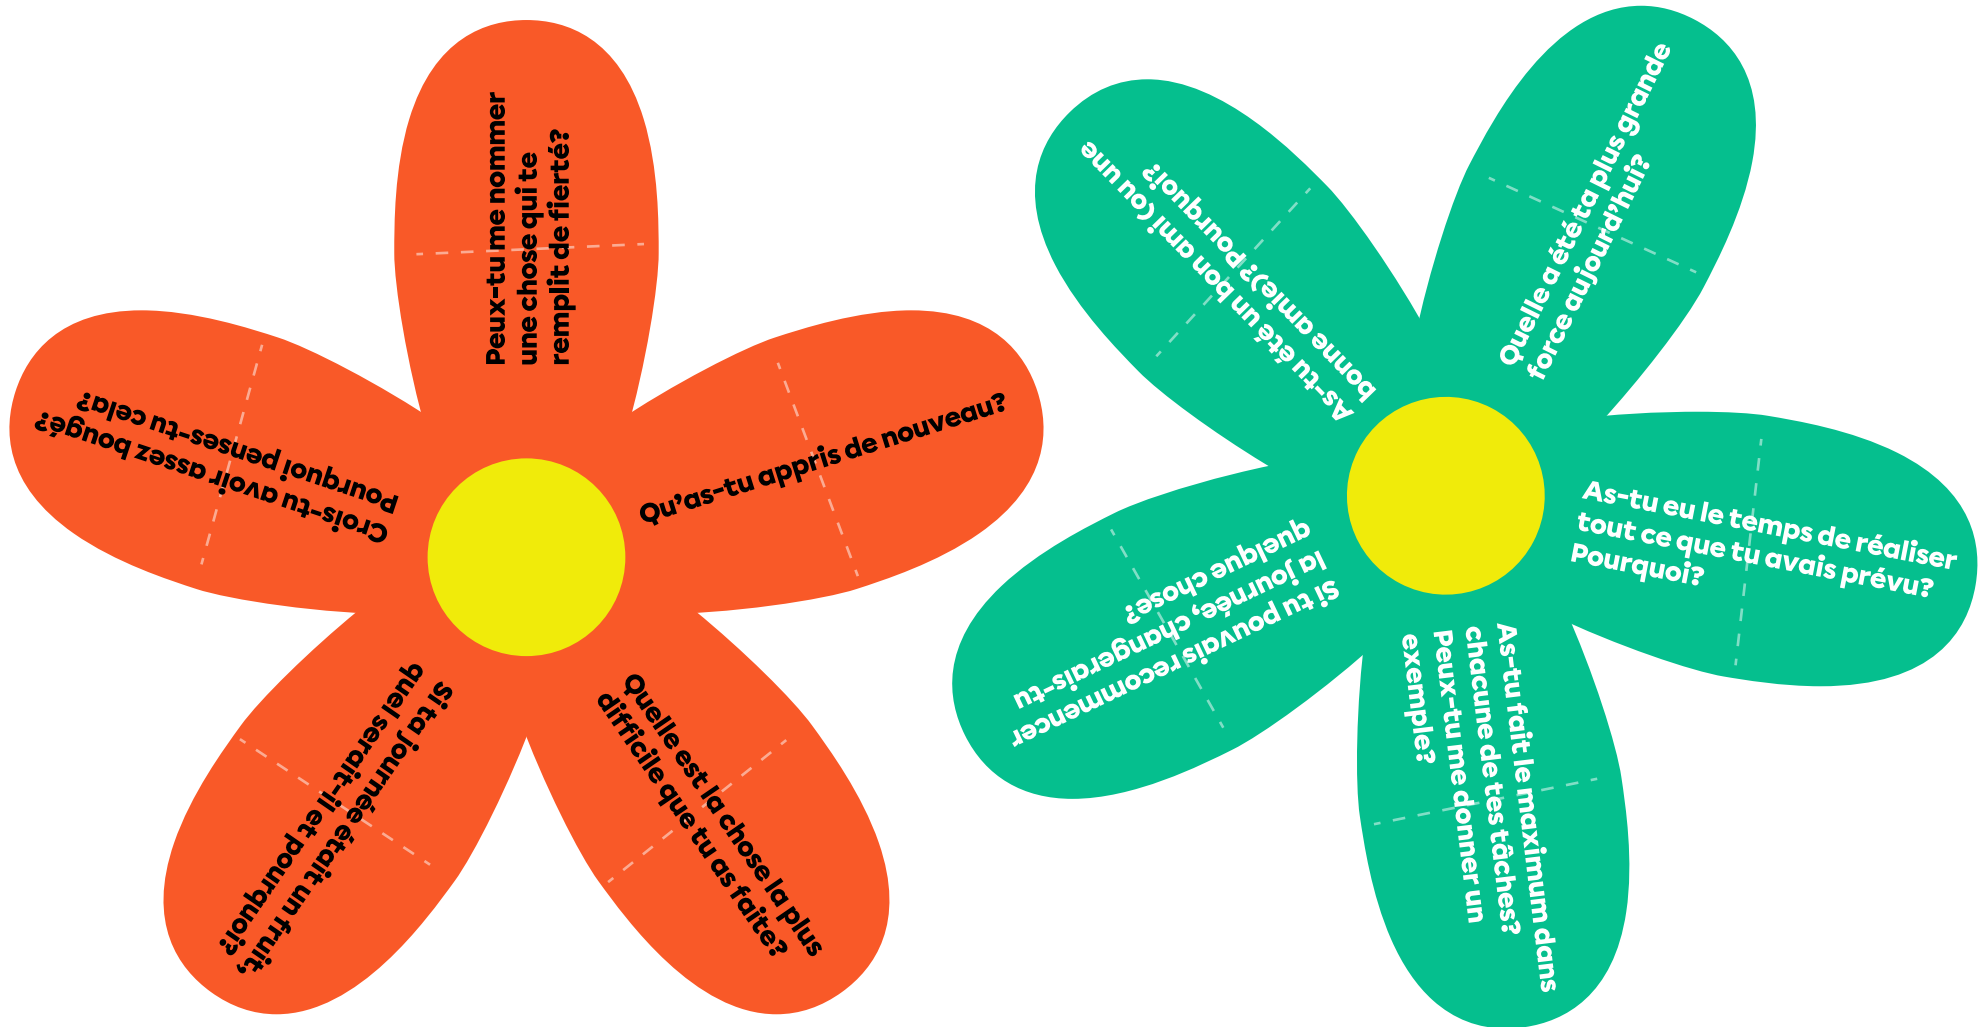 Peux-tu me nommer
une chose qui te
remplit de fierté?
Qu'as-tu appris de nouveau?
Quelle est la chose la plus
difficile que tu as faite?
Si ta journée était un fruit,
quel serait-il et pourquoi?
Crois-tu avoir assez bougé?
Pourquoi penses-tu cela?
Quelle a été ta plus grande
force aujourd'hui?
As-tu eu le temps de réaliser
tout ce que tu avais prévu?
Pourquoi?
As-tu fait le maximum dans
chacune de tes tâches?
Peux-tu me donner un
exemple?
Si tu pouvais recommencer
la journée, changerais-tu
quelque chose?
As-tu été un bon ami (ou une
bonne amie)? Pourquoi?